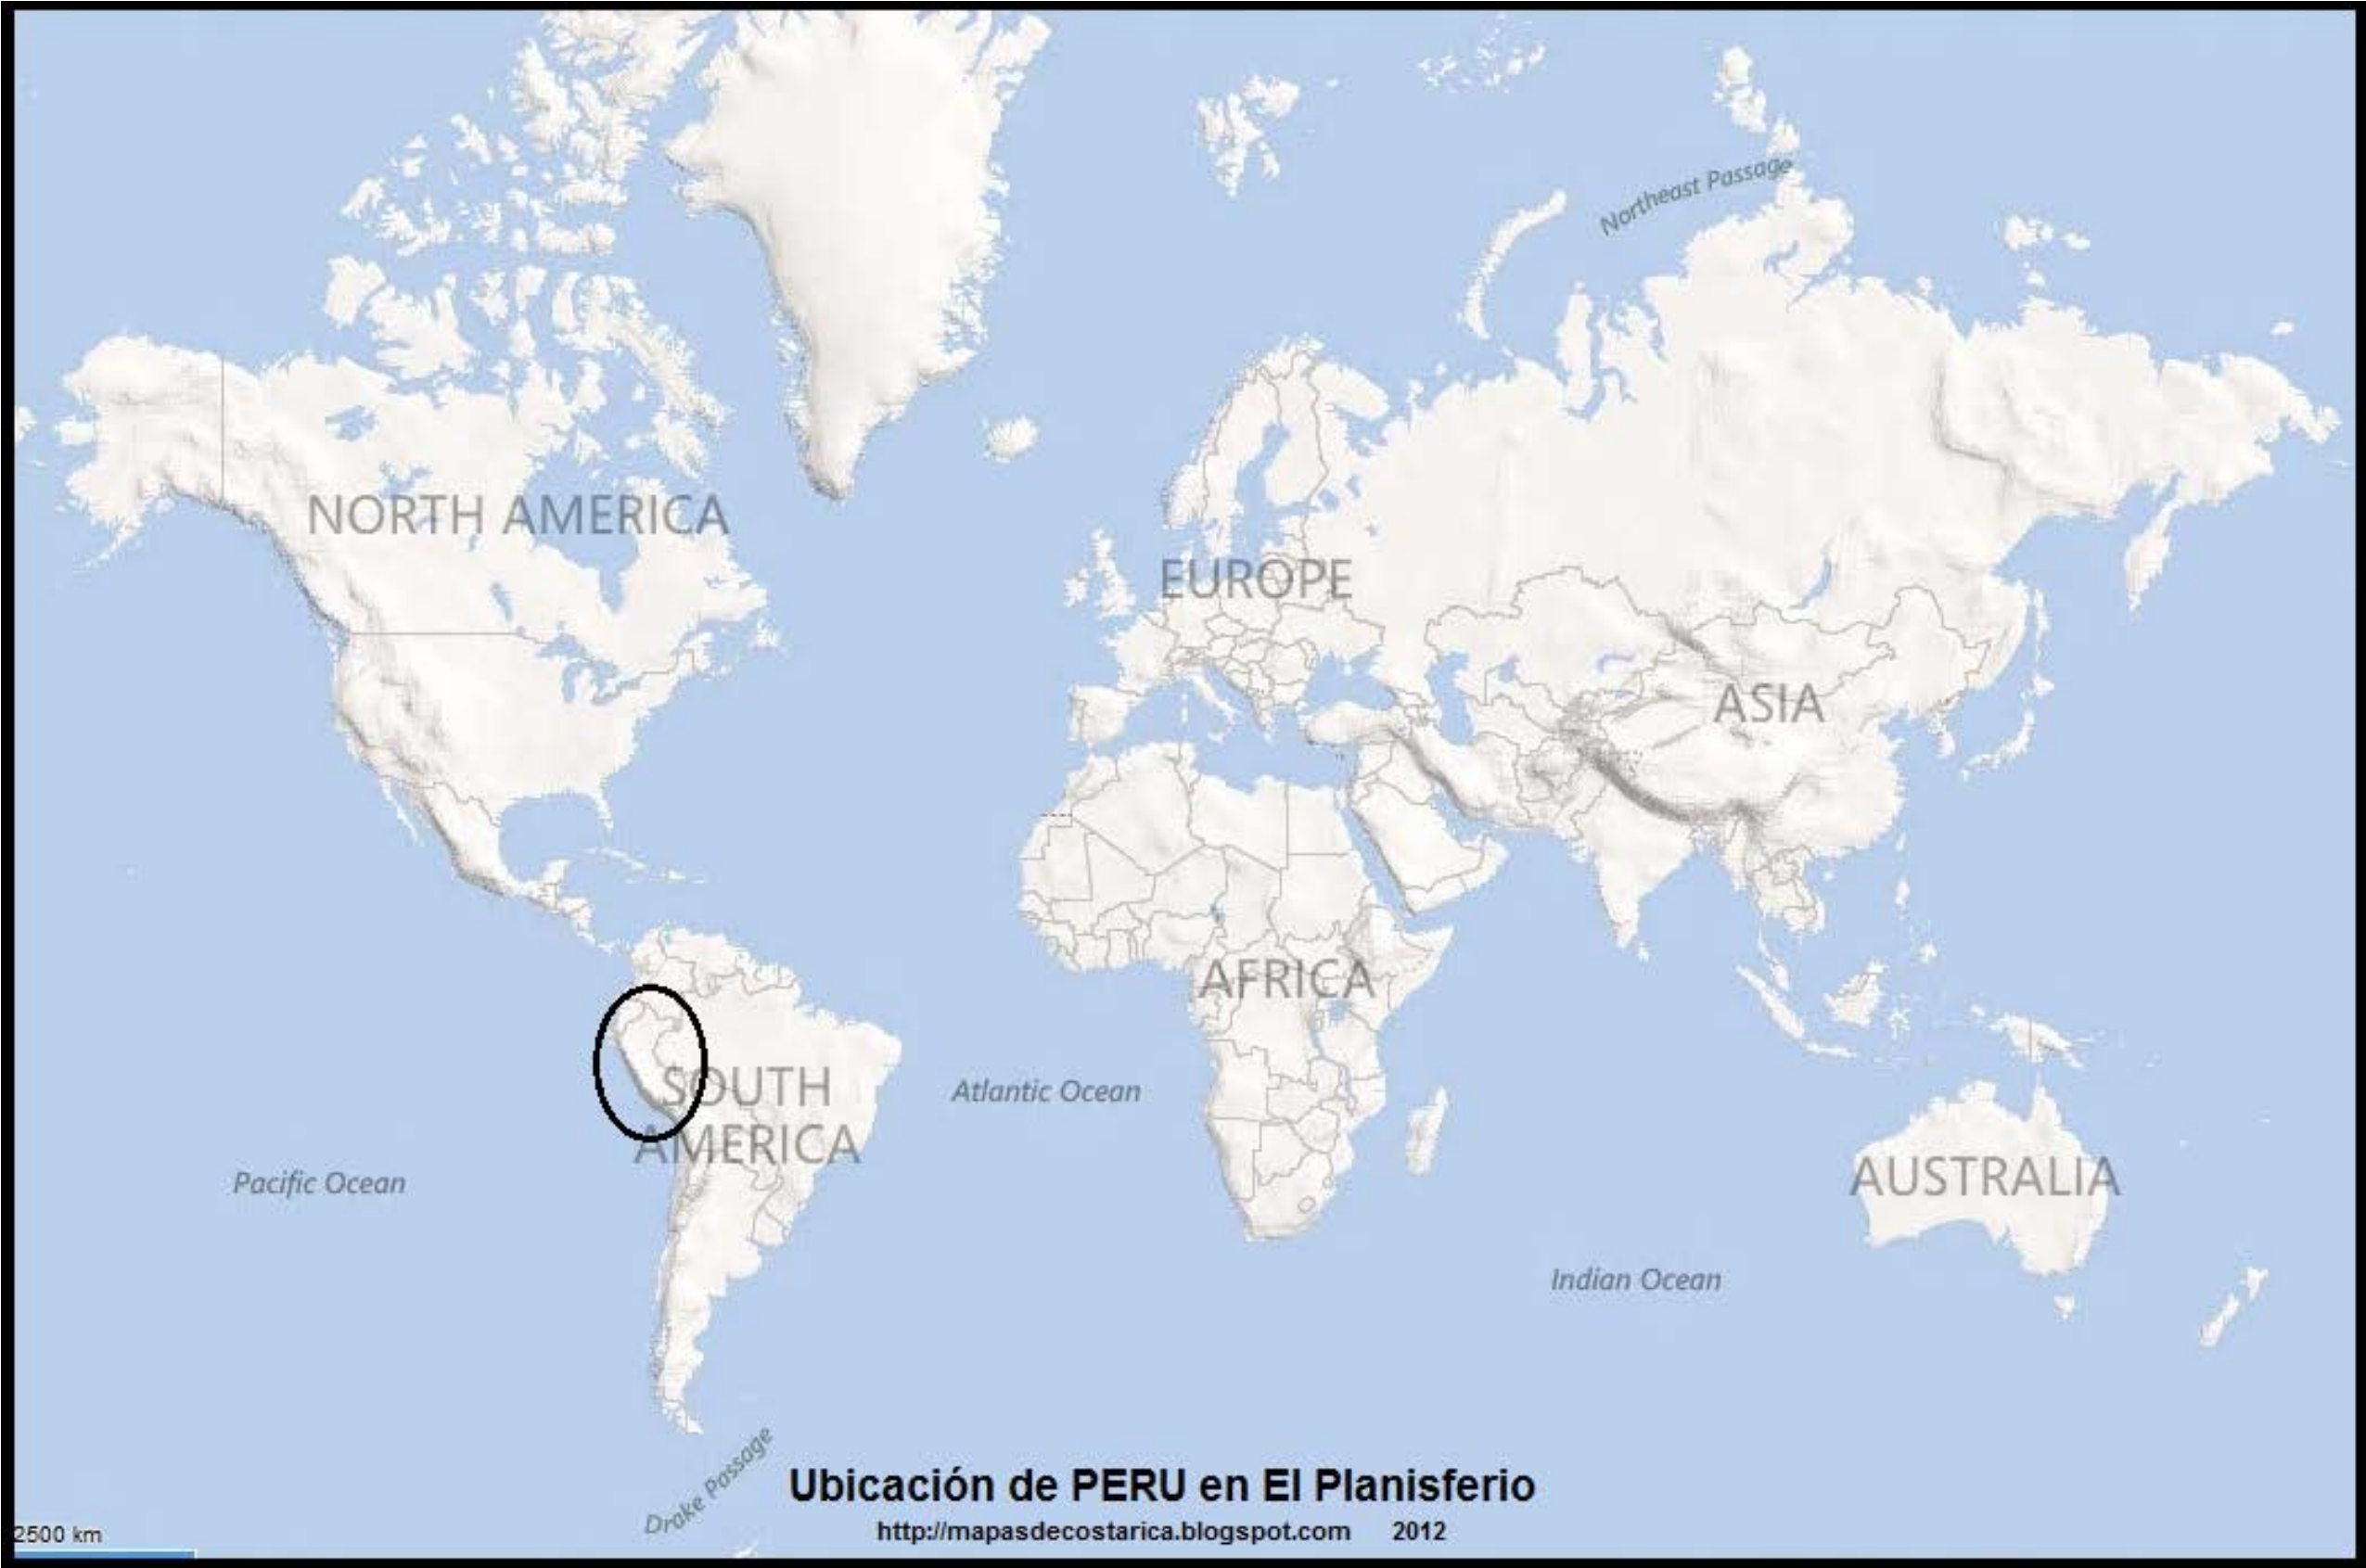 Northeast Passage
NORTH AMERICA
EUROPE
ASIA
AFRICA
SOUTH
AMERICA
Atlantic Ocean
Pacific Ocean
AUSTRALIA
Indian Ocean
Drake Passage
Ubicación de PERU en El Planisferio
http://mapasdecostarica.blogspot.com 2012
2500 km